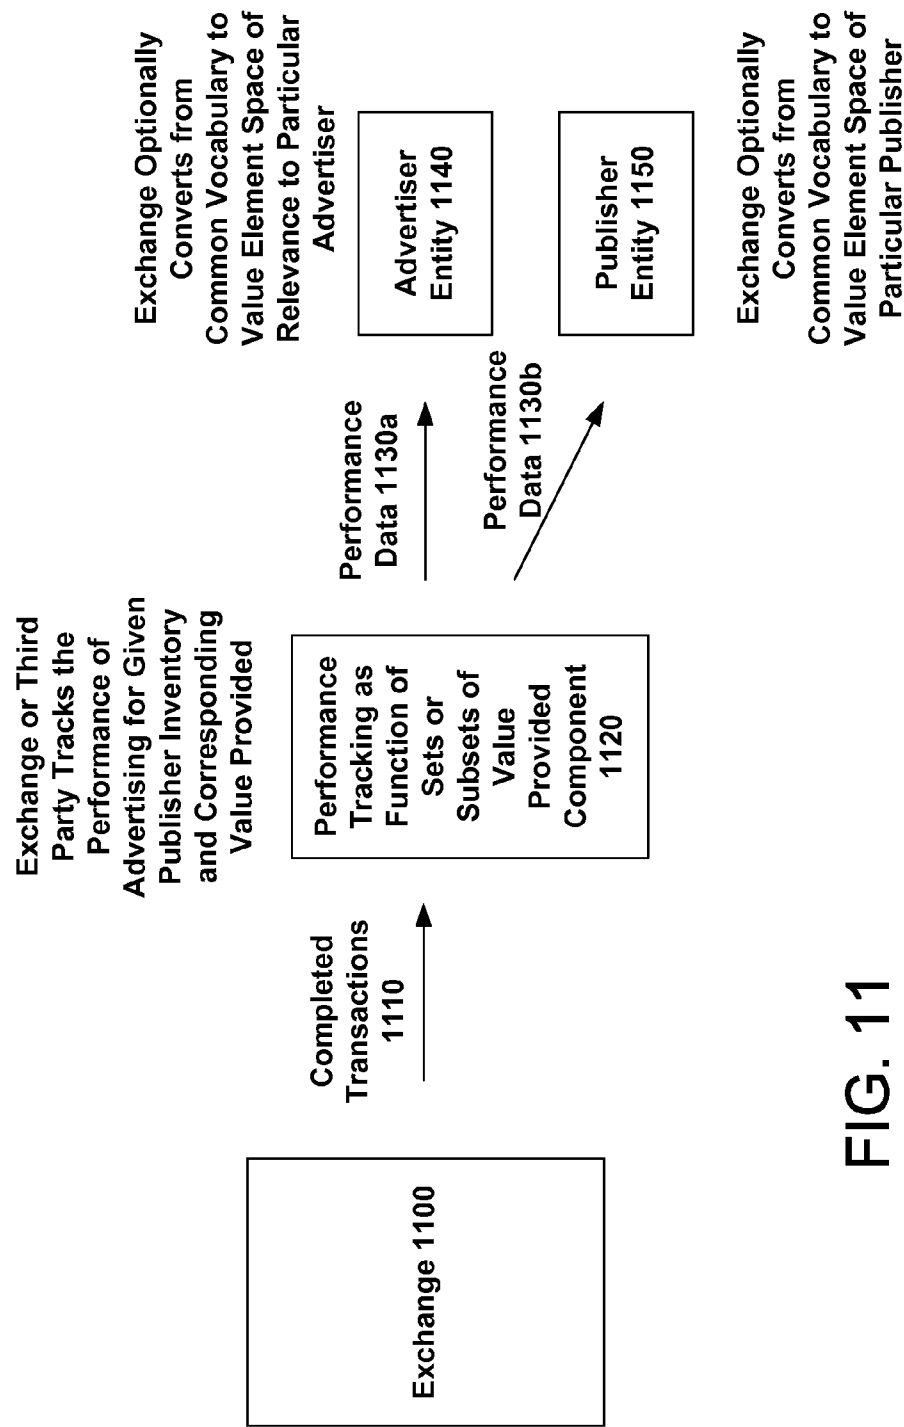 Exchange or Third
Party Tracks the
Performance of
Advertising for Given
Publisher Inventory
and Corresponding
Value Provided
Exchange Optionally
Converts from
Common Vocabulary to
Value Element Space of
Relevance to Particular
Advertiser
Exchange 1100
Completed
Transactions
1110
Performance
Tracking as
Function of
Sets or
Subsets of
Value
Provided
Component
1120
Performance
Data 1130a
Performance
Data 1130b
Advertiser
Entity 1140
Publisher
Entity 1150
Exchange Optionally
Converts from
Common Vocabulary to
Value Element Space of
Particular Publisher
FIG. 11